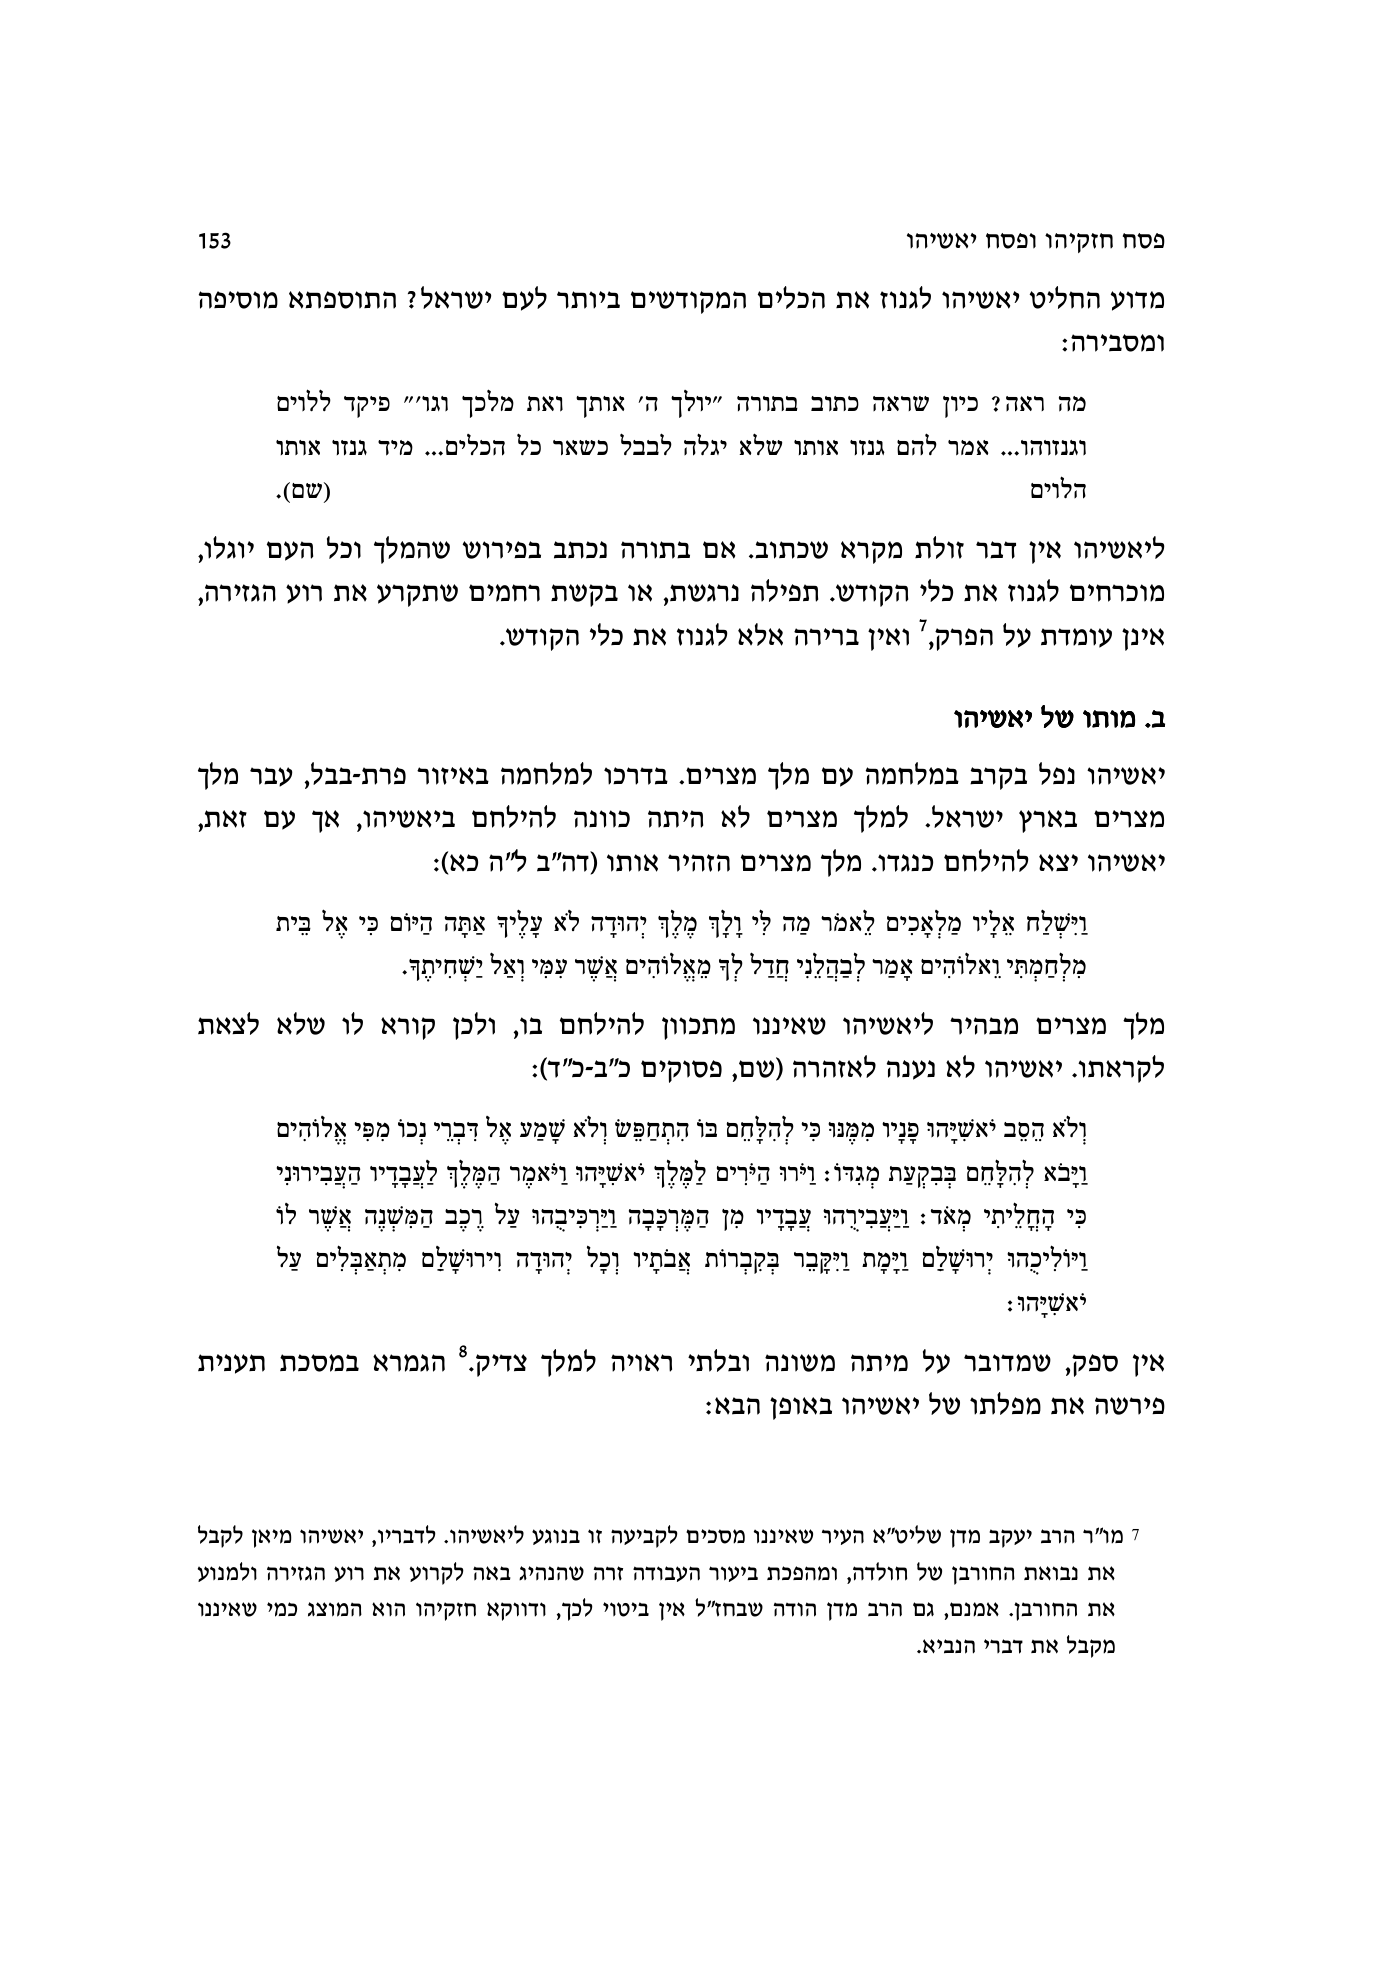 פסח חזקיהו ופסח יאשיהו 153
מדוע החליט יאשיהו לגנוז את הכלים המקודשים ביותר לעם ישראל? התוספתא מוסיפה
ומסבירה:
מה ראה? כיון שראה כתוב בתורה "יולך ה' אותך ואת מלכך וגו'" פיקד ללוים
וגנזוהו... אמר להם גנזו אותו שלא יגלה לבבל כשאר כל הכלים... מיד גנזו אותו
הלוים (שם).
ליאשיהו אין דבר זולת מקרא שכתוב. אם בתורה נכתב בפירוש שהמלך וכל העם יוגלו,
מוכרחים לגנוז את כלי הקודש. תפילה נרגשת, או בקשת רחמים שתקרע את רוע הגזירה,
אינן עומדת על הפרק,7 ואין ברירה אלא לגנוז את כלי הקודש.
ב. מותו של יאשיהו
יאשיהו נפל בקרב במלחמה עם מלך מצרים. בדרכו למלחמה באיזור פרת-בבל, עבר מלך
מצרים בארץ ישראל. למלך מצרים לא היתה כוונה להילחם ביאשיהו, אך עם זאת,
יאשיהו יצא להילחם כנגדו. מלך מצרים הזהיר אותו (דה"ב ל"ה כא):
וַיִּשְׁלַח אֵלָיו מַלְאָכִים לֵאמֹר מַה לִּי וָלָךְ מֶלֶךְ יְהוּדָה לֹא עָלֶיךָ אַתָּה הַיּוֹם כִּי אֶל בֵּית
מִלְחַמְתִּי וֵאלוֹהִים אָמַר לְבַהֲלֵנִי חֲדַל לְךָ מֵאֱלוֹהִים אֲשֶׁר עִמִּי וְאַל יַשְׁחִיתֶךָ.
מלך מצרים מבהיר ליאשיהו שאיננו מתכוון להילחם בו, ולכן קורא לו שלא לצאת
לקראתו. יאשיהו לא נענה לאזהרה (שם, פסוקים כ"ב-כ"ד):
וְלֹא הֵסֵב יֹאשִׁיָּהוּ פָנָיו מִמֶּנּוּ כִּי לְהִלָּחֵם בּוֹ הִתְחַפֵּשׂ וְלֹא שָׁמַע אֶל דִּבְרֵי נְכוֹ מִפִּי אֱלוֹהִים
וַיָּבֹא לְהִלָּחֵם בְּבִקְעַת מְגִדּוֹ: וַיֹּרוּ הַיֹּרִים לַמֶּלֶךְ יֹאשִׁיָּהוּ וַיֹּאמֶר הַמֶּלֶךְ לַעֲבָדָיו הַעֲבִירוּנִי
כִּי הָחֳלֵיתִי מְאֹד: וַיַּעֲבִירֻהוּ עֲבָדָיו מִן הַמֶּרְכָּבָה וַיַּרְכִּיבֻהוּ עַל רֶכֶב הַמִּשְׁנֶה אֲשֶׁר לוֹ
וַיּוֹלִיכֻהוּ יְרוּשָׁלִַם וַיָּמָת וַיִּקָּבֵר בְּקִבְרוֹת אֲבֹתָיו וְכָל יְהוּדָה וִירוּשָׁלִַם מִתְאַבְּלִים עַל
יֹאשִׁיָּהוּ:
אין ספק, שמדובר על מיתה משונה ובלתי ראויה למלך צדיק.8 הגמרא במסכת תענית
פירשה את מפלתו של יאשיהו באופן הבא:
7 מו"ר הרב יעקב מדן שליט"א העיר שאיננו מסכים לקביעה זו בנוגע ליאשיהו. לדבריו, יאשיהו מיאן לקבל
את נבואת החורבן של חולדה, ומהפכת ביעור העבודה זרה שהנהיג באה לקרוע את רוע הגזירה ולמנוע
את החורבן. אמנם, גם הרב מדן הודה שבחז"ל אין ביטוי לכך, ודווקא חזקיהו הוא המוצג כמי שאיננו
מקבל את דברי הנביא.